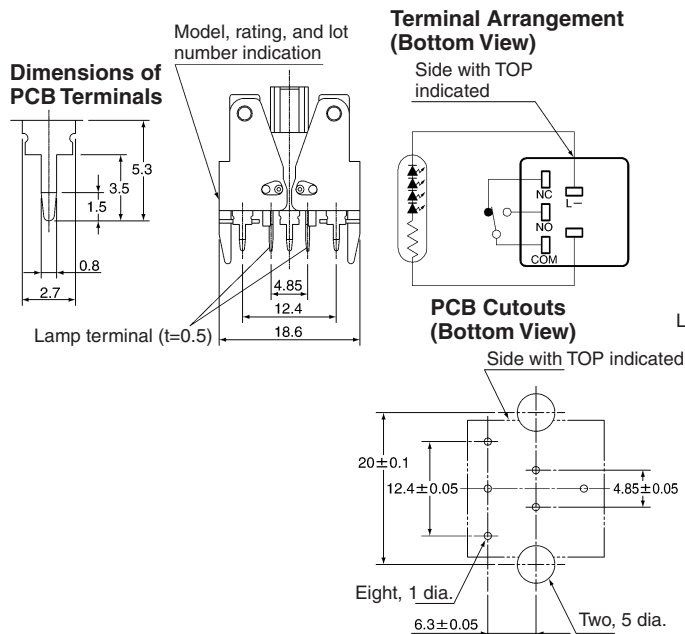 Model, rating, and lot
number indication
Dimensions of
PCB Terminals
5.3
3.5
1.5
0.8
2.7
4.85
12.4
18.6
Lamp terminal (t=0.5)
Terminal Arrangement
(Bottom View)
Side with TOP
indicated
NC
L−
NO
COM
PCB Cutouts
(Bottom View)
L
Side with TOP indicated
20±0.1
12.4±0.05
4.85±0.05
Eight, 1 dia.
6.3±0.05
Two, 5 dia.